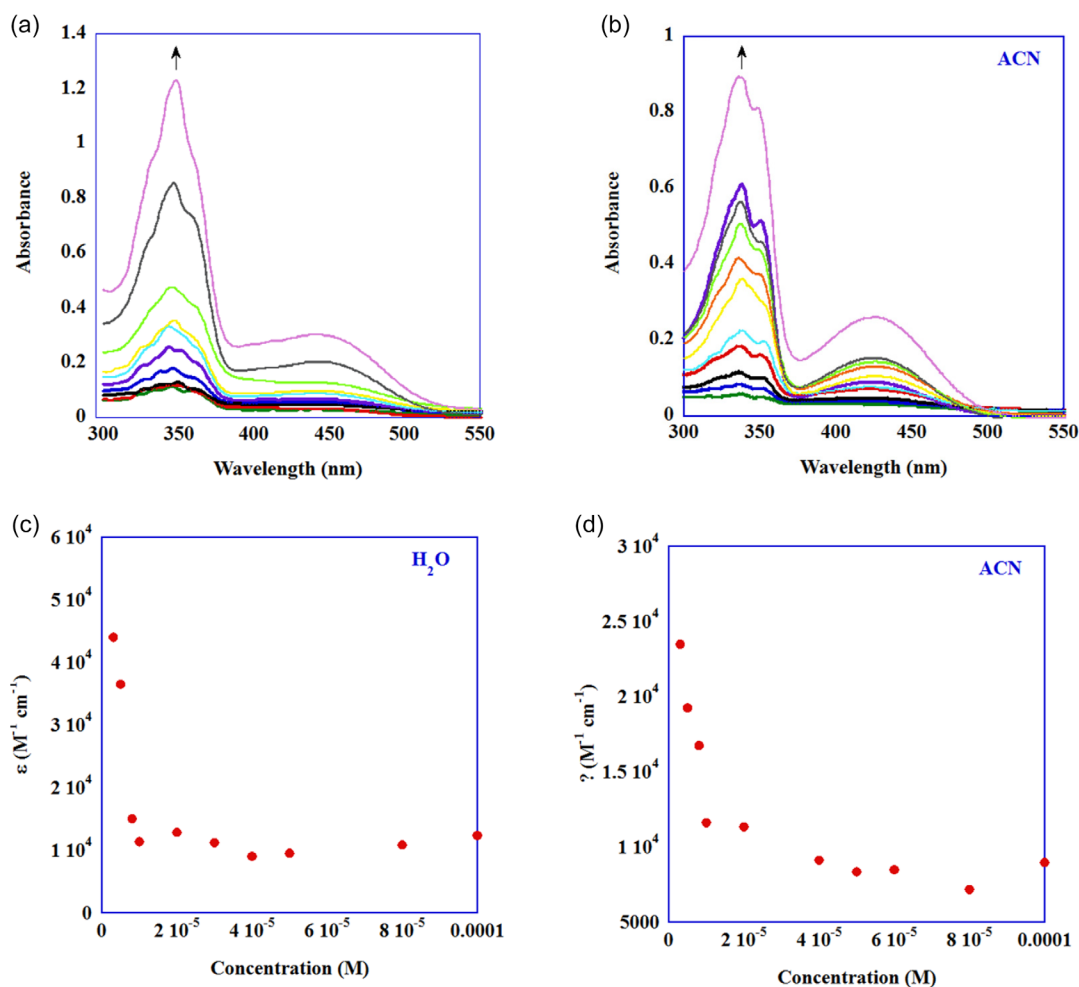 (a)
1.4
1.2
1
0.8
0.6
0.4
0.2
0
Absorbance
300 350 400 450 500 550
Wavelength (nm)
(b)
ACN
1
0.8
0.6
0.4
0.2
0
Absorbance
300 350 400 450 500 550
Wavelength (nm)
(c)
H₂O
6 10⁴
5 10⁴
4 10⁴
3 10⁴
2 10⁴
1 10⁴
0
ε (M⁻¹ cm⁻¹)
0 2 10⁻⁵ 4 10⁻⁵ 6 10⁻⁵ 8 10⁻⁵ 0.0001
Concentration (M)
(d)
ACN
3 10⁴
2.5 10⁴
2 10⁴
1.5 10⁴
1 10⁴
5000
? (M⁻¹ cm⁻¹)
0 2 10⁻⁵ 4 10⁻⁵ 6 10⁻⁵ 8 10⁻⁵ 0.0001
Concentration (M)